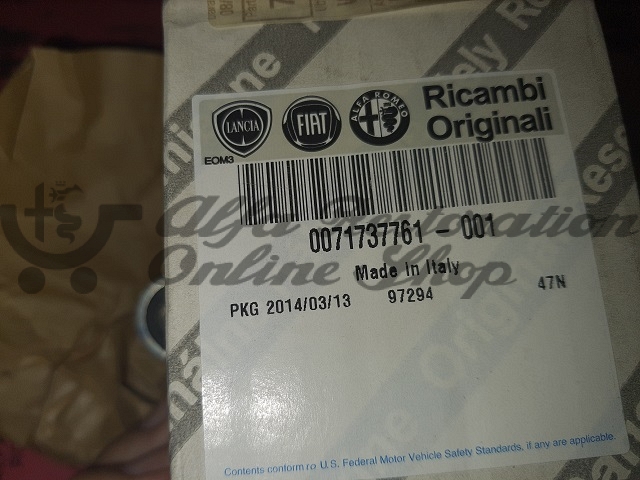 LANCIA
FIAT
ALFA ROMEO
Ricambi
Originali
EOM3
0071737761 - 001
Made In Italy
PKG 2014/03/13 97294 47N
Contents conform to U.S. Federal Motor Vehicle Safety Standards, if any are applicable.
Alfa Restoration
Online Shop